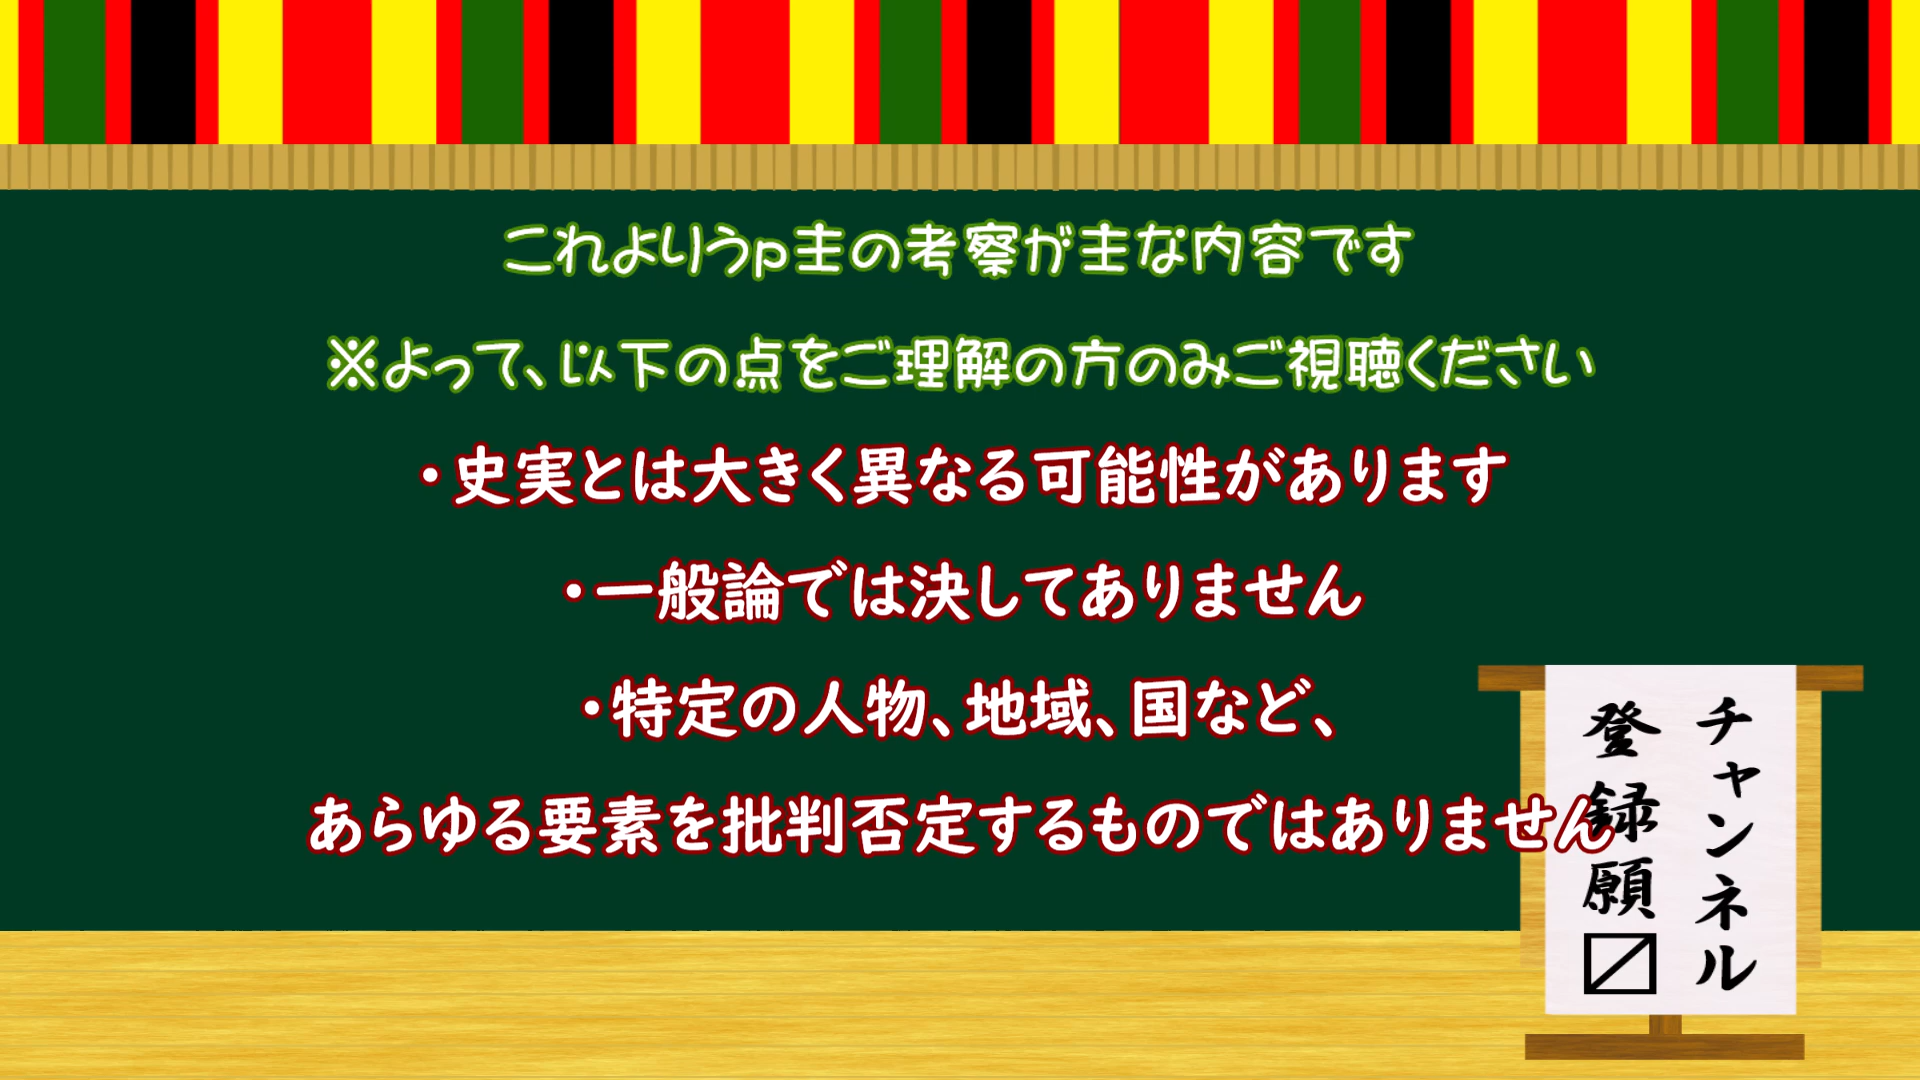 これよりうp主の考察が主な内容です
※よって、以下の点をご理解の方のみご視聴ください
・史実とは大きく異なる可能性があります
・一般論では決してありません
・特定の人物、地域、国など、
あらゆる要素を批判否定するものではありません
チャンネル
登録願〼